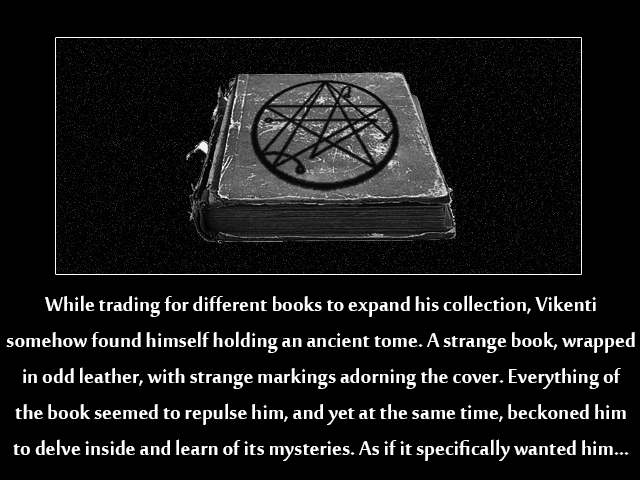 While trading for different books to expand his collection, Vikenti
somehow found himself holding an ancient tome. A strange book, wrapped
in odd leather, with strange markings adorning the cover. Everything of
the book seemed to repulse him, and yet at the same time, beckoned him
to delve inside and learn of its mysteries. As if it specifically wanted him...